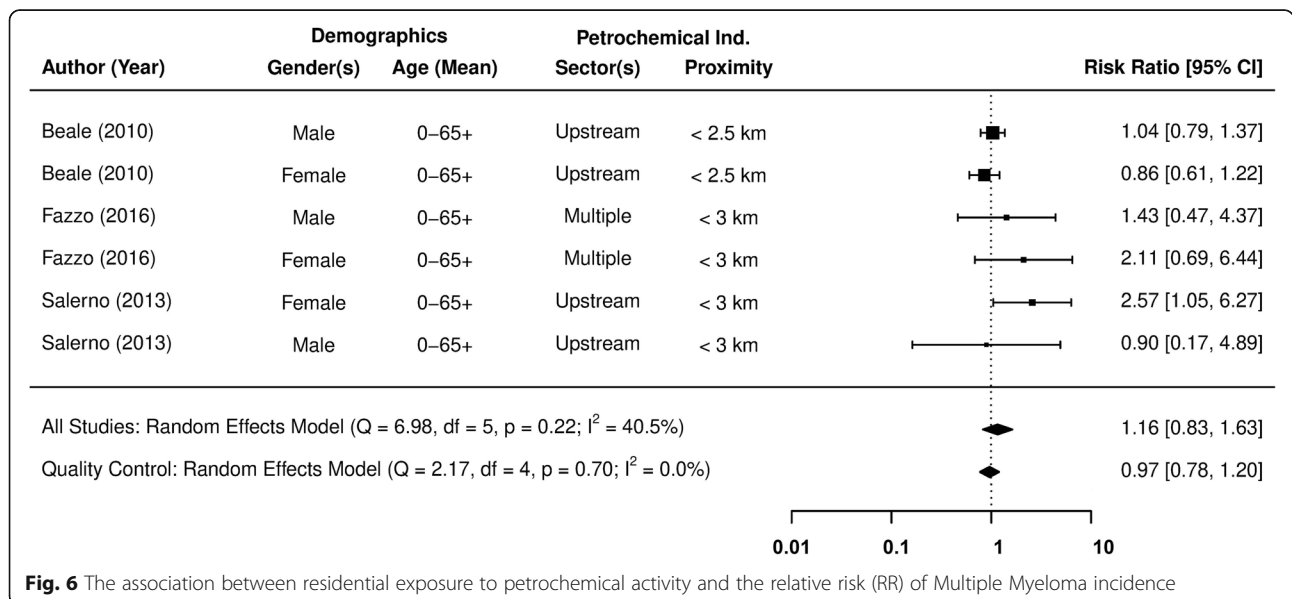 Demographics Petrochemical Ind.
Author (Year) Gender(s) Age (Mean) Sector(s) Proximity Risk Ratio [95% CI]
Beale (2010) Male 0−65+ Upstream < 2.5 km 1.04 [0.79, 1.37]
Beale (2010) Female 0−65+ Upstream < 2.5 km 0.86 [0.61, 1.22]
Fazzo (2016) Male 0−65+ Multiple < 3 km 1.43 [0.47, 4.37]
Fazzo (2016) Female 0−65+ Multiple < 3 km 2.11 [0.69, 6.44]
Salerno (2013) Female 0−65+ Upstream < 3 km 2.57 [1.05, 6.27]
Salerno (2013) Male 0−65+ Upstream < 3 km 0.90 [0.17, 4.89]
All Studies: Random Effects Model (Q = 6.98, df = 5, p = 0.22; I² = 40.5%) 1.16 [0.83, 1.63]
Quality Control: Random Effects Model (Q = 2.17, df = 4, p = 0.70; I² = 0.0%) 0.97 [0.78, 1.20]
0.01 0.1 1 10
Fig. 6 The association between residential exposure to petrochemical activity and the relative risk (RR) of Multiple Myeloma incidence